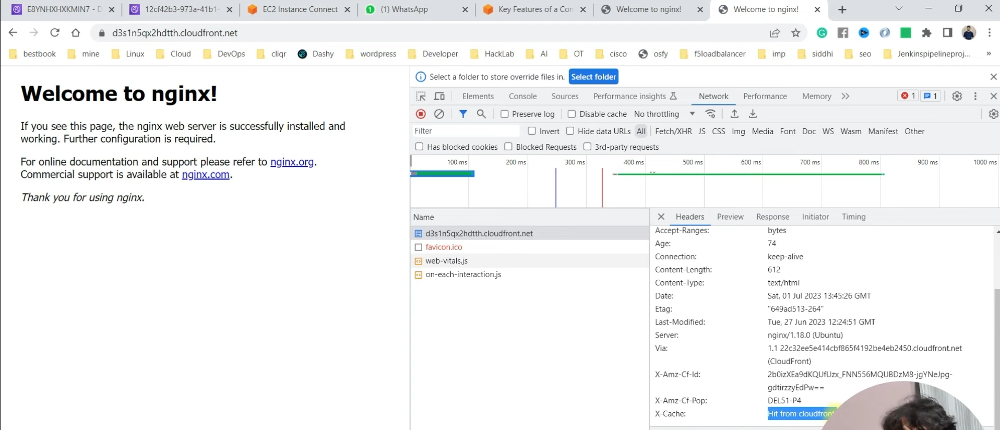 E8YNHXHXKMIN7 - D
12cf42b3-973a-41b1-
EC2 Instance Connect
1 (1) WhatsApp
Key Features of a Con
Welcome to nginx!
Welcome to nginx!
d3s1n5qx2hdtth.cloudfront.net
bestbook mine Linux Cloud DevOps cliqr Dashy wordpress Developer HackLab AI OT cisco osfy f5loadbalancer imp siddhi seo Jenkinspipelineproj... »
Welcome to nginx!
If you see this page, the nginx web server is successfully installed and
working. Further configuration is required.
For online documentation and support please refer to nginx.org.
Commercial support is available at nginx.com.
Thank you for using nginx.
Select a folder to store override files in. Select folder
Elements Console Sources Performance insights Network Performance Memory 1 1
Preserve log Disable cache No throttling
Filter Invert Hide data URLs All Fetch/XHR JS CSS Img Media Font Doc WS Wasm Manifest Other
Has blocked cookies Blocked Requests 3rd-party requests
100 ms 200 ms 300 ms 400 ms 500 ms 600 ms 700 ms 800 ms 900 ms 1000 ms
Name
d3s1n5qx2hdtth.cloudfront.net
favicon.ico
web-vitals.js
on-each-interaction.js
Headers Preview Response Initiator Timing
Accept-Ranges: bytes
Age: 74
Connection: keep-alive
Content-Length: 612
Content-Type: text/html
Date: Sat, 01 Jul 2023 13:45:26 GMT
Etag: "649ad513-264"
Last-Modified: Tue, 27 Jun 2023 12:24:51 GMT
Server: nginx/1.18.0 (Ubuntu)
Via: 1.1 22c32ee5e414cbf865f4192be4eb2450.cloudfront.net
(CloudFront)
X-Amz-Cf-Id: 2b0izXEa9dKQUfUzx_FNN556MQUBDzM8-jgYNeJpg-
gdtirzzyEdPw==
X-Amz-Cf-Pop: DEL51-P4
X-Cache: Hit from cloudfront